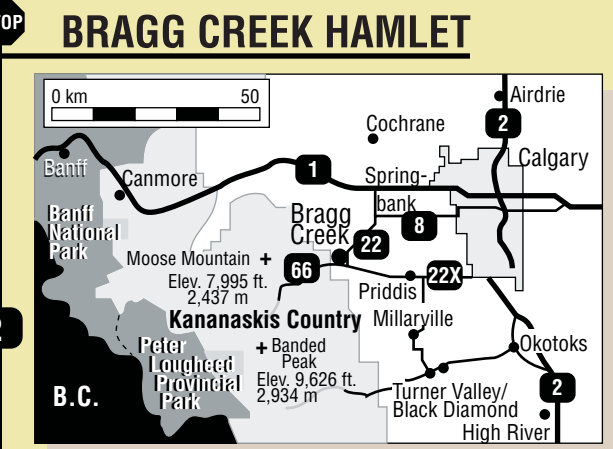 BRAGG CREEK HAMLET
0 km 50
Airdrie
2
Cochrane
Calgary
1
Banff
Canmore
Spring-
bank
8
Banff
National
Park
Bragg
Creek
22
Moose Mountain +
Elev. 7,995 ft.
2,437 m
66
22X
Priddis
Kananaskis Country
Millarville
+ Banded
Peak
Elev. 9,626 ft.
2,934 m
Okotoks
Peter
Lougheed
Provincial
Park
B.C.
2
Turner Valley/
Black Diamond
High River